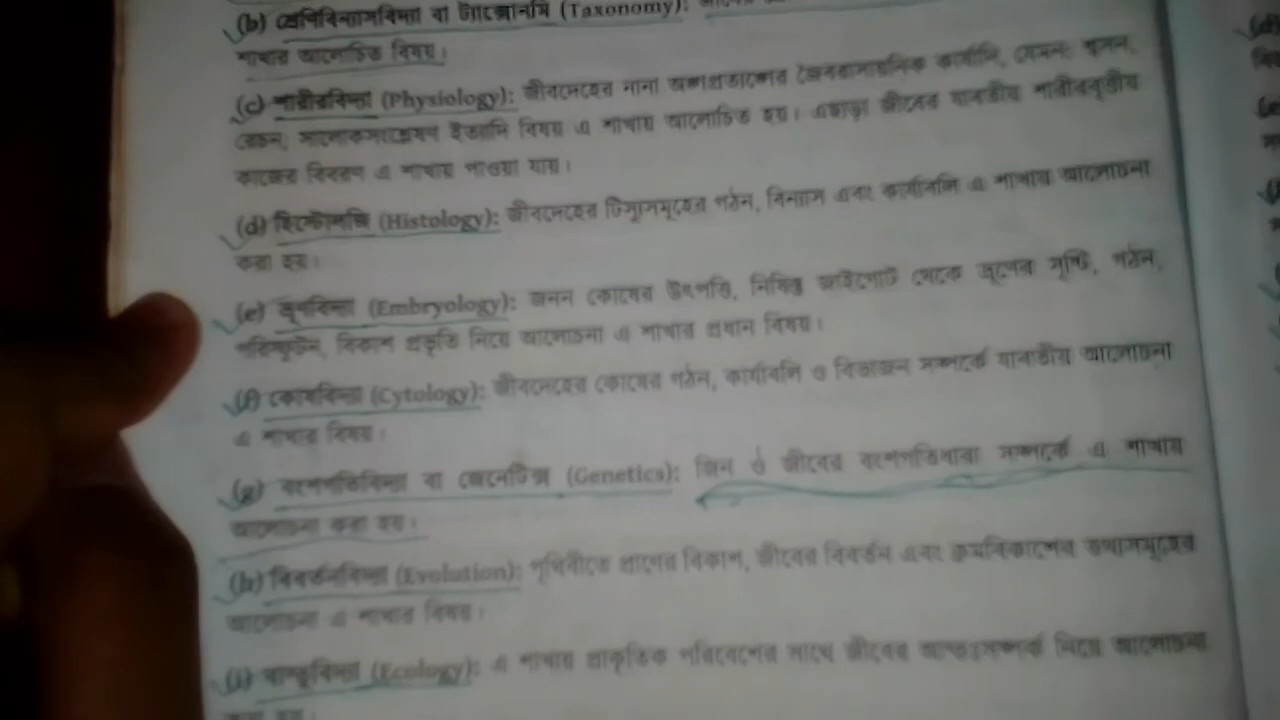 (b) শ্রেণিবিন্যাসবিদ্যা বা ট্যাক্সোনমি (Taxonomy):
শাখার আলোচিত বিষয়।
(c) শারীরবিদ্যা (Physiology): জীবদেহের নানা অঙ্গপ্রত্যঙ্গের জৈবরাসায়নিক কার্যাদি, যেমন: শ্বসন,
রেচন, সালোকসংশ্লেষণ ইত্যাদি বিষয় এ শাখায় আলোচিত হয়। এছাড়া জীবের যাবতীয় শারীরবৃত্তীয়
কাজের বিবরণ এ শাখায় পাওয়া যায়।
(d) হিস্টোলজি (Histology): জীবদেহের টিস্যুসমূহের গঠন, বিন্যাস এবং কার্যাবলি এ শাখায় আলোচনা
করা হয়।
(e) ভ্রূণবিদ্যা (Embryology): জনন কোষের উৎপত্তি, নিষিক্ত জাইগোট থেকে ভ্রূণের সৃষ্টি, গঠন,
পরিস্ফুটন, বিকাশ প্রভৃতি নিয়ে আলোচনা এ শাখার প্রধান বিষয়।
(f) কোষবিদ্যা (Cytology): জীবদেহের কোষের গঠন, কার্যাবলি ও বিভাজন সম্পর্কে যাবতীয় আলোচনা
এ শাখার বিষয়।
(g) বংশগতিবিদ্যা বা জেনেটিক্স (Genetics): জিন ও জীবের বংশগতিধারা সম্পর্কে এ শাখায়
আলোচনা করা হয়।
(h) বিবর্তনবিদ্যা (Evolution): পৃথিবীতে প্রাণের বিকাশ, জীবের বিবর্তন এবং ক্রমবিকাশের তথ্যসমূহের
আলোচনা এ শাখার বিষয়।
(i) বাস্তুবিদ্যা (Ecology): এ শাখায় প্রাকৃতিক পরিবেশের সাথে জীবের আন্তঃসম্পর্ক নিয়ে আলোচনা
করা হয়।